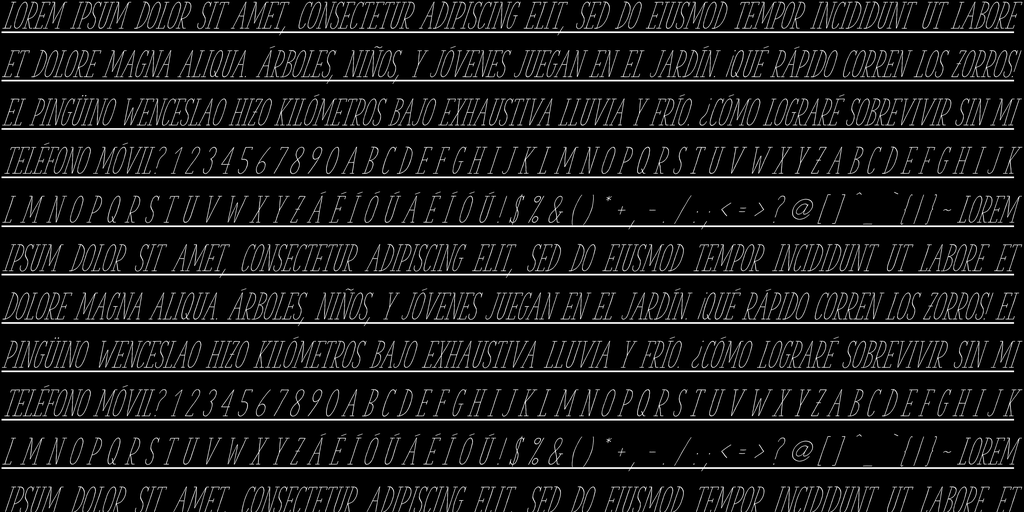 LOREM IPSUM DOLOR SIT AMET, CONSECTETUR ADIPISCING ELIT, SED DO EIUSMOD TEMPOR INCIDIDUNT UT LABORE
ET DOLORE MAGNA ALIQUA. ÁRBOLES, NIÑOS, Y JÓVENES JUEGAN EN EL JARDÍN. ¡QUÉ RÁPIDO CORREN LOS ZORROS!
EL PINGÜINO WENCESLAO HIZO KILÓMETROS BAJO EXHAUSTIVA LLUVIA Y FRÍO. ¿CÓMO LOGRARÉ SOBREVIVIR SIN MI
TELÉFONO MÓVIL? 1 2 3 4 5 6 7 8 9 0 A B C D E F G H I J K L M N O P Q R S T U V W X Y Z A B C D E F G H I J K
L M N O P Q R S T U V W X Y Z Á É Í Ó Ú Á É Í Ó Ú ! $ % & ( ) * + , - . / : ; < = > ? @ [ ] ^ _ ` { | } ~ LOREM
IPSUM DOLOR SIT AMET, CONSECTETUR ADIPISCING ELIT, SED DO EIUSMOD TEMPOR INCIDIDUNT UT LABORE ET
DOLORE MAGNA ALIQUA. ÁRBOLES, NIÑOS, Y JÓVENES JUEGAN EN EL JARDÍN. ¡QUÉ RÁPIDO CORREN LOS ZORROS! EL
PINGÜINO WENCESLAO HIZO KILÓMETROS BAJO EXHAUSTIVA LLUVIA Y FRÍO. ¿CÓMO LOGRARÉ SOBREVIVIR SIN MI
TELÉFONO MÓVIL? 1 2 3 4 5 6 7 8 9 0 A B C D E F G H I J K L M N O P Q R S T U V W X Y Z A B C D E F G H I J K
L M N O P Q R S T U V W X Y Z Á É Í Ó Ú Á É Í Ó Ú ! $ % & ( ) * + , - . / : ; < = > ? @ [ ] ^ _ ` { | } ~ LOREM
IPSUM DOLOR SIT AMET, CONSECTETUR ADIPISCING ELIT, SED DO EIUSMOD TEMPOR INCIDIDUNT UT LABORE ET